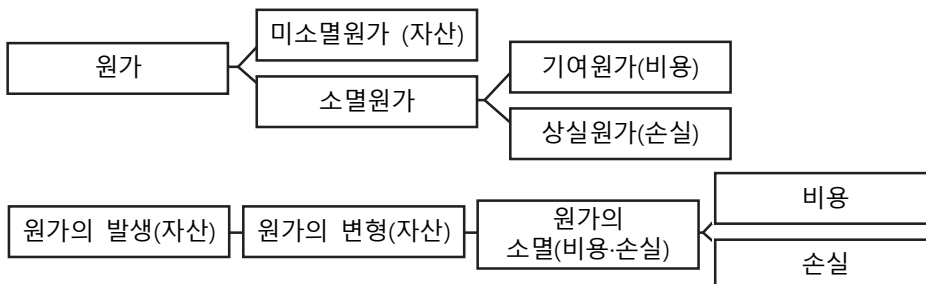 미소멸원가 (자산)
원가
기여원가(비용)
소멸원가
상실원가(손실)
비용
원가의 발생(자산)
원가의 변형(자산)
원가의
소멸(비용·손실)
손실